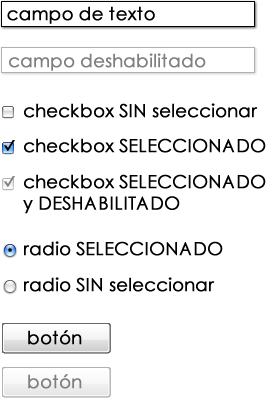 campo de texto
campo deshabilitado
checkbox SIN seleccionar
checkbox SELECCIONADO
checkbox SELECCIONADO
y DESHABILITADO
radio SELECCIONADO
radio SIN seleccionar
botón
botón